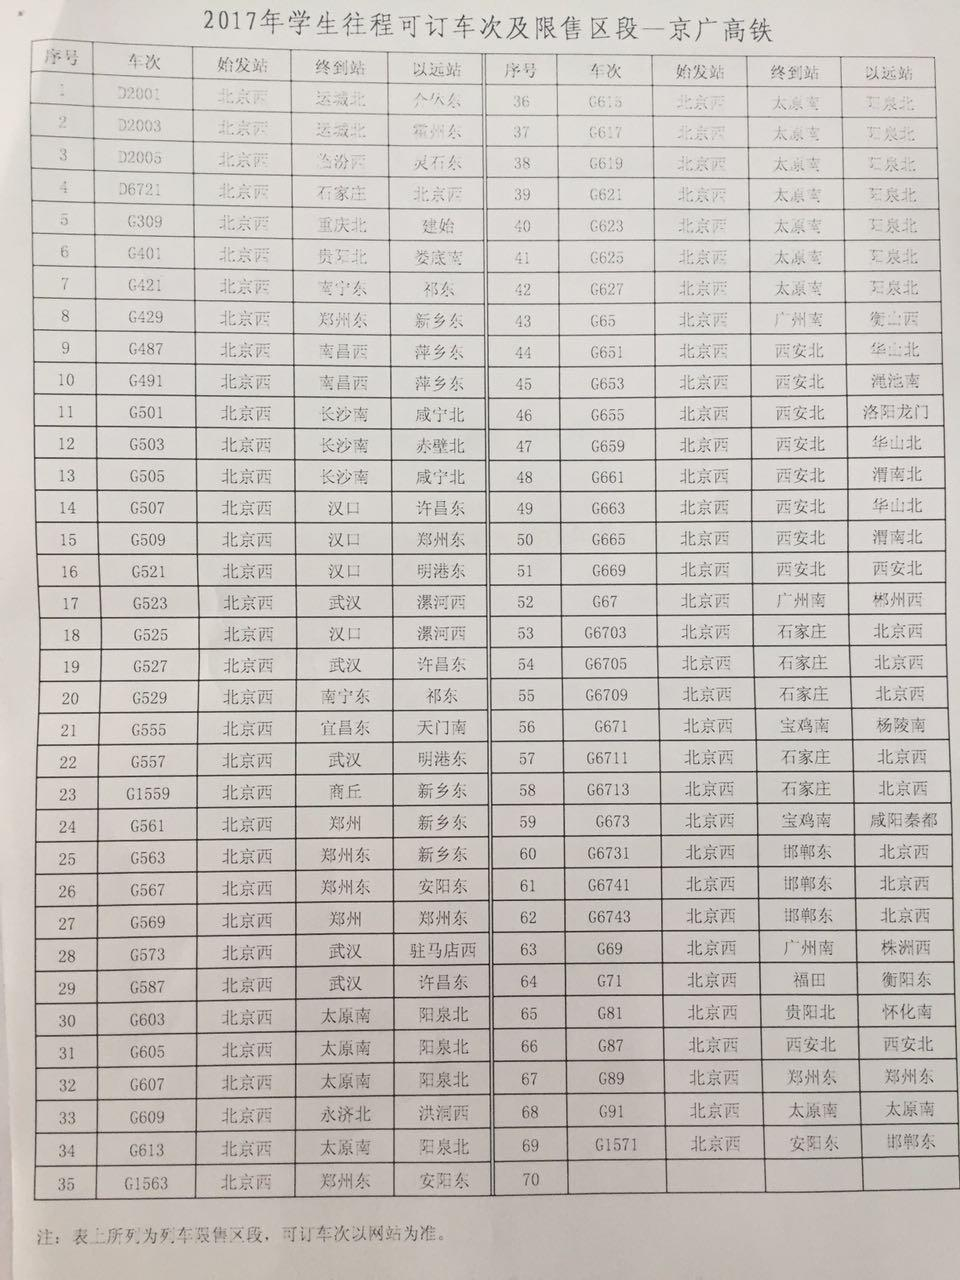 2017年学生往程可订车次及限售区段—京广高铁
序号 车次 始发站 终到站 以远站 序号 车次 始发站 终到站 以远站
1 D2001 北京西 运城北 介休东 36 G615 北京西 太原南 阳泉北
2 D2003 北京西 运城北 霍州东 37 G617 北京西 太原南 阳泉北
3 D2005 北京西 临汾西 灵石东 38 G619 北京西 太原南 阳泉北
4 D6721 北京西 石家庄 北京西 39 G621 北京西 太原南 阳泉北
5 G309 北京西 重庆北 建始 40 G623 北京西 太原南 阳泉北
6 G401 北京西 贵阳北 娄底南 41 G625 北京西 太原南 阳泉北
7 G421 北京西 南宁东 祁东 42 G627 北京西 太原南 阳泉北
8 G429 北京西 郑州东 新乡东 43 G65 北京西 广州南 衡山西
9 G487 北京西 南昌西 萍乡东 44 G651 北京西 西安北 华山北
10 G491 北京西 南昌西 萍乡东 45 G653 北京西 西安北 渑池南
11 G501 北京西 长沙南 咸宁北 46 G655 北京西 西安北 洛阳龙门
12 G503 北京西 长沙南 赤壁北 47 G659 北京西 西安北 华山北
13 G505 北京西 长沙南 咸宁北 48 G661 北京西 西安北 渭南北
14 G507 北京西 汉口 许昌东 49 G663 北京西 西安北 华山北
15 G509 北京西 汉口 郑州东 50 G665 北京西 西安北 渭南北
16 G521 北京西 汉口 明港东 51 G669 北京西 西安北 西安北
17 G523 北京西 武汉 漯河西 52 G67 北京西 广州南 郴州西
18 G525 北京西 汉口 漯河西 53 G6703 北京西 石家庄 北京西
19 G527 北京西 武汉 许昌东 54 G6705 北京西 石家庄 北京西
20 G529 北京西 南宁东 祁东 55 G6709 北京西 石家庄 北京西
21 G555 北京西 宜昌东 天门南 56 G671 北京西 宝鸡南 杨陵南
22 G557 北京西 武汉 明港东 57 G6711 北京西 石家庄 北京西
23 G1559 北京西 商丘 新乡东 58 G6713 北京西 石家庄 北京西
24 G561 北京西 郑州 新乡东 59 G673 北京西 宝鸡南 咸阳秦都
25 G563 北京西 郑州东 新乡东 60 G6731 北京西 邯郸东 北京西
26 G567 北京西 郑州东 安阳东 61 G6741 北京西 邯郸东 北京西
27 G569 北京西 郑州 郑州东 62 G6743 北京西 邯郸东 北京西
28 G573 北京西 武汉 驻马店西 63 G69 北京西 广州南 株洲西
29 G587 北京西 武汉 许昌东 64 G71 北京西 福田 衡阳东
30 G603 北京西 太原南 阳泉北 65 G81 北京西 贵阳北 怀化南
31 G605 北京西 太原南 阳泉北 66 G87 北京西 西安北 西安北
32 G607 北京西 太原南 阳泉北 67 G89 北京西 郑州东 郑州东
33 G609 北京西 永济北 洪洞西 68 G91 北京西 太原南 太原南
34 G613 北京西 太原南 阳泉北 69 G1571 北京西 安阳东 邯郸东
35 G1563 北京西 郑州东 安阳东 70
注：表上所列为列车限售区段，可订车次以网站为准。